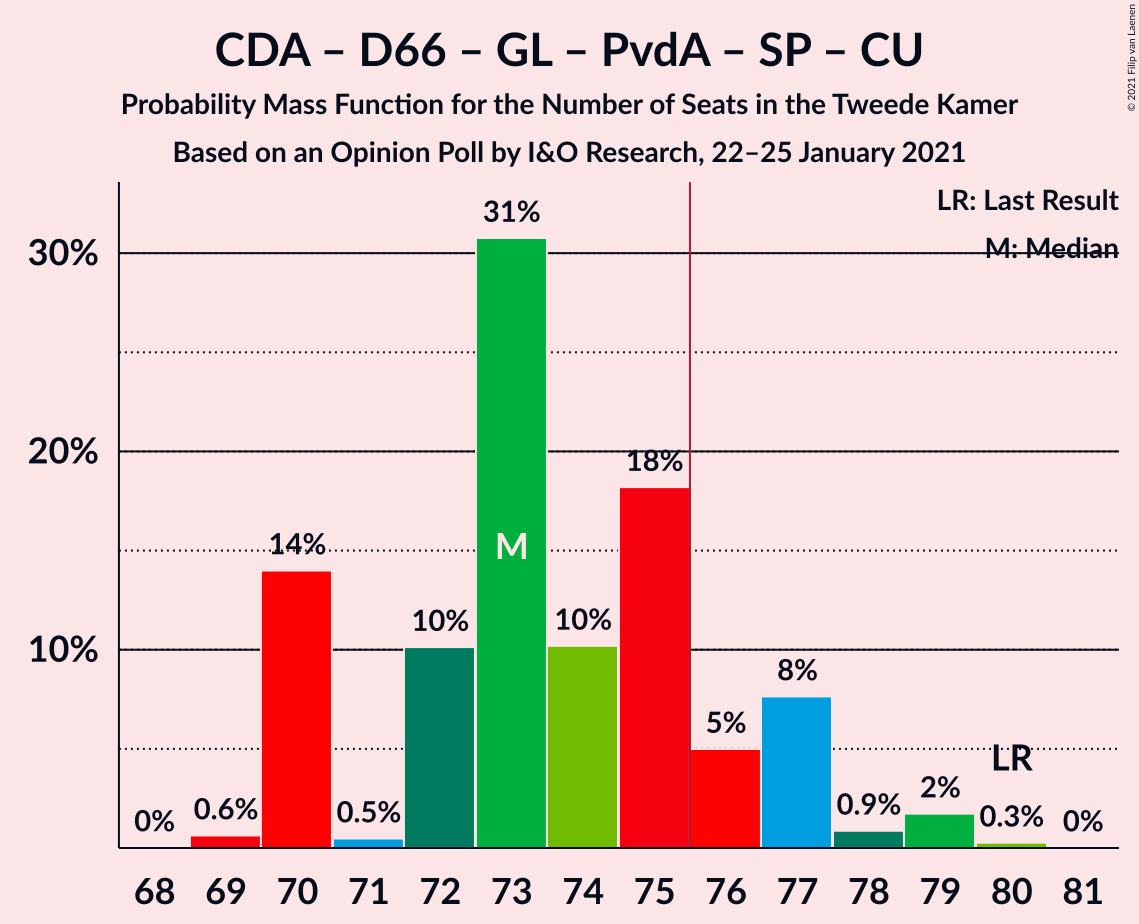 CDA – D66 – GL – PvdA – SP – CU
Probability Mass Function for the Number of Seats in the Tweede Kamer
Based on an Opinion Poll by I&O Research, 22–25 January 2021
© 2021 Filip van Laenen
LR: Last Result
M: Median
30%
20%
10%
0%
0.6%
14%
0.5%
10%
31%
M
10%
18%
5%
8%
0.9%
2%
LR
0.3%
0%
68 69 70 71 72 73 74 75 76 77 78 79 80 81